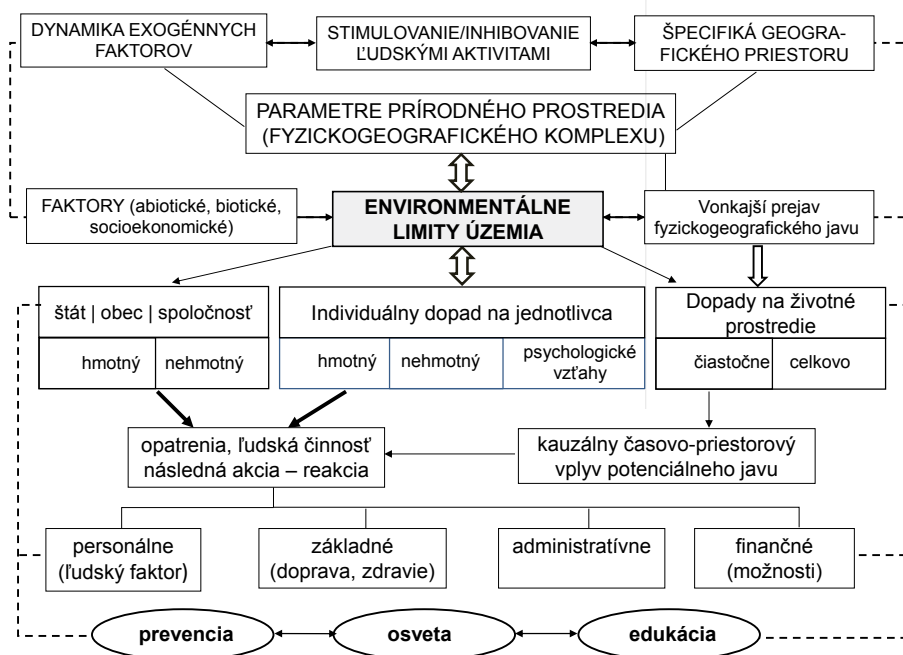 DYNAMIKA EXOGÉNNYCH
FAKTOROV
STIMULOVANIE/INHIBOVANIE
ĽUDSKÝMI AKTIVITAMI
ŠPECIFIKÁ GEOGRA-
FICKÉHO PRIESTORU
PARAMETRE PRÍRODNÉHO PROSTREDIA
(FYZICKOGEOGRAFICKÉHO KOMPLEXU)
FAKTORY (abiotické, biotické,
socioekonomické)
ENVIRONMENTÁLNE
LIMITY ÚZEMIA
Vonkajší prejav
fyzickogeografického javu
štát | obec | spoločnosť
hmotný
nehmotný
Individuálny dopad na jednotlivca
hmotný
nehmotný
psychologické
vzťahy
Dopady na životné
prostredie
čiastočne
celkovo
opatrenia, ľudská činnosť
následná akcia – reakcia
kauzálny časovo-priestorový
vplyv potenciálneho javu
personálne
(ľudský faktor)
základné
(doprava, zdravie)
administratívne
finančné
(možnosti)
prevencia
osveta
edukácia